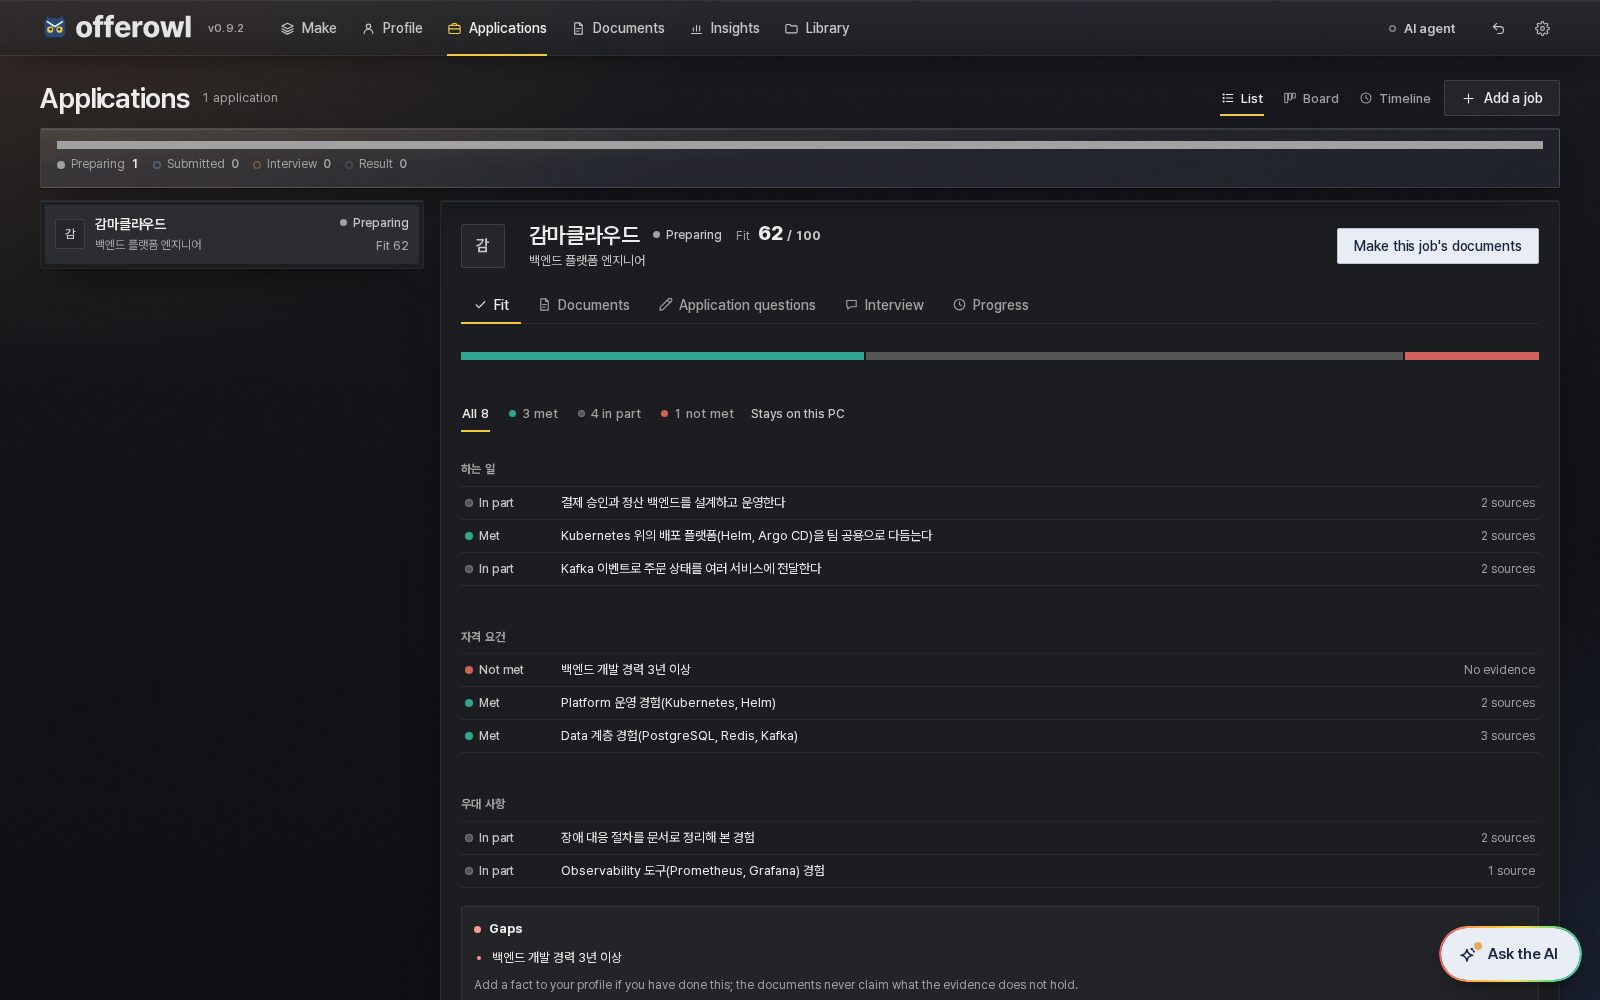 offerowl v0.9.2 Make Profile Applications Documents Insights Library AI agent
Applications 1 application List Board Timeline Add a job
Preparing 1 Submitted 0 Interview 0 Result 0
감 감마클라우드 Preparing
백엔드 플랫폼 엔지니어 Fit 62
감 감마클라우드 Preparing Fit 62 / 100
백엔드 플랫폼 엔지니어
Make this job's documents
Fit Documents Application questions Interview Progress
All 8 3 met 4 in part 1 not met Stays on this PC
하는 일
In part 결제 승인과 정산 백엔드를 설계하고 운영한다 2 sources
Met Kubernetes 위의 배포 플랫폼(Helm, Argo CD)을 팀 공용으로 다듬는다 2 sources
In part Kafka 이벤트로 주문 상태를 여러 서비스에 전달한다 2 sources
자격 요건
Not met 백엔드 개발 경력 3년 이상 No evidence
Met Platform 운영 경험(Kubernetes, Helm) 2 sources
Met Data 계층 경험(PostgreSQL, Redis, Kafka) 3 sources
우대 사항
In part 장애 대응 절차를 문서로 정리해 본 경험 2 sources
In part Observability 도구(Prometheus, Grafana) 경험 1 source
Gaps
백엔드 개발 경력 3년 이상
Add a fact to your profile if you have done this; the documents never claim what the evidence does not hold.
Ask the AI